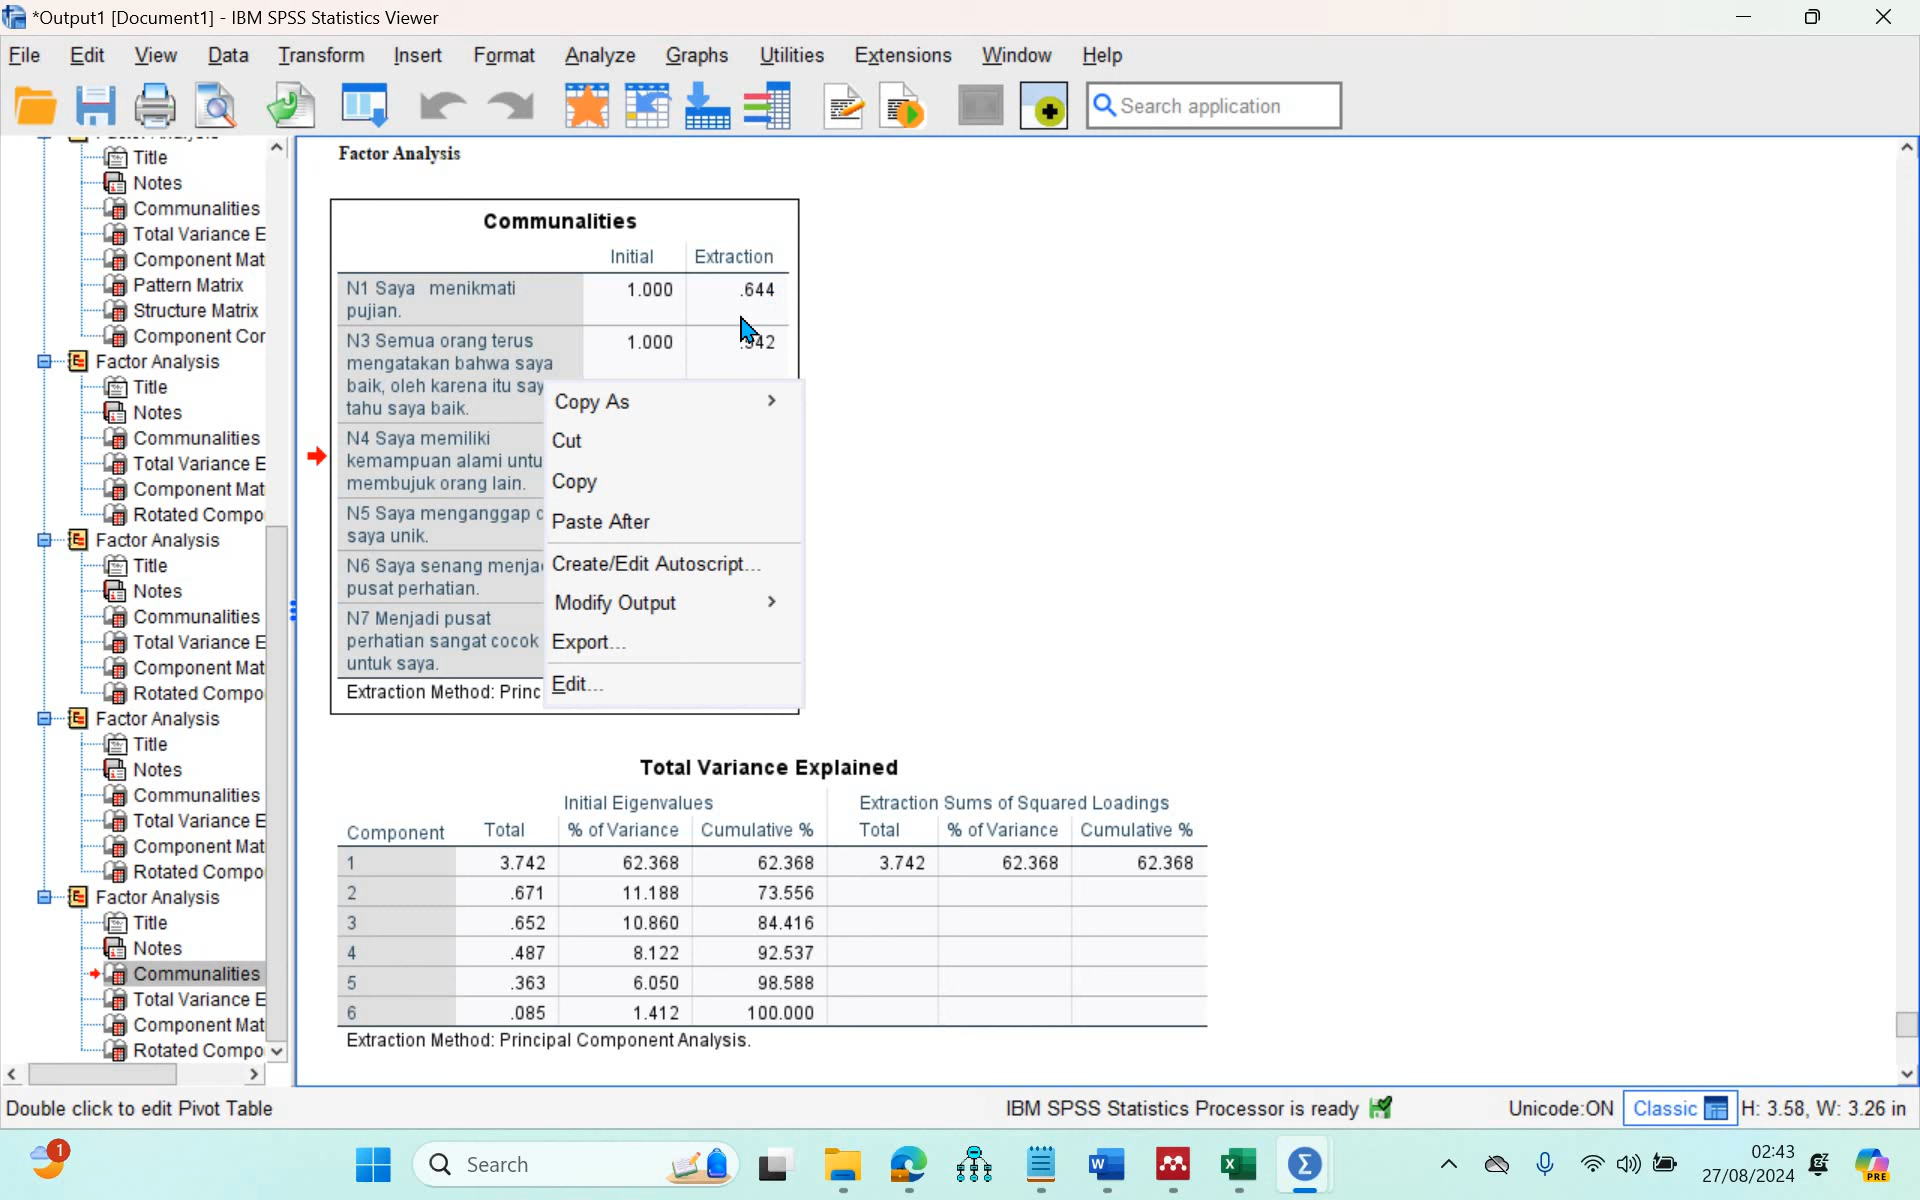 *Output1 [Document1] - IBM SPSS Statistics Viewer
File Edit View Data Transform Insert Format Analyze Graphs Utilities Extensions Window Help
Search application
Title
Notes
Communalities
Total Variance E
Component Mat
Pattern Matrix
Structure Matrix
Component Cor
Factor Analysis
Title
Notes
Communalities
Total Variance E
Component Mat
Rotated Compo
Factor Analysis
Title
Notes
Communalities
Total Variance E
Component Mat
Rotated Compo
Factor Analysis
Title
Notes
Communalities
Total Variance E
Component Mat
Rotated Compo
Factor Analysis
Title
Notes
Communalities
Total Variance E
Component Mat
Rotated Compo
Factor Analysis
Communalities
Initial Extraction
N1 Saya menikmati 1.000 .644
pujian.
N3 Semua orang terus 1.000
mengatakan bahwa saya
baik, oleh karena itu say
tahu saya baik.
N4 Saya memiliki
kemampuan alami untu
membujuk orang lain.
N5 Saya menganggap
saya unik.
N6 Saya senang menja
pusat perhatian.
N7 Menjadi pusat
perhatian sangat cocok
untuk saya.
Extraction Method: Princ
Copy As
Cut
Copy
Paste After
Create/Edit Autoscript...
Modify Output
Export...
Edit...
Total Variance Explained
Initial Eigenvalues Extraction Sums of Squared Loadings
Component Total % of Variance Cumulative % Total % of Variance Cumulative %
1 3.742 62.368 62.368 3.742 62.368 62.368
2 .671 11.188 73.556
3 .652 10.860 84.416
4 .487 8.122 92.537
5 .363 6.050 98.588
6 .085 1.412 100.000
Extraction Method: Principal Component Analysis.
Double click to edit Pivot Table IBM SPSS Statistics Processor is ready Unicode:ON Classic H: 3.58, W: 3.26 in
1
Search
02:43
27/08/2024
PRE